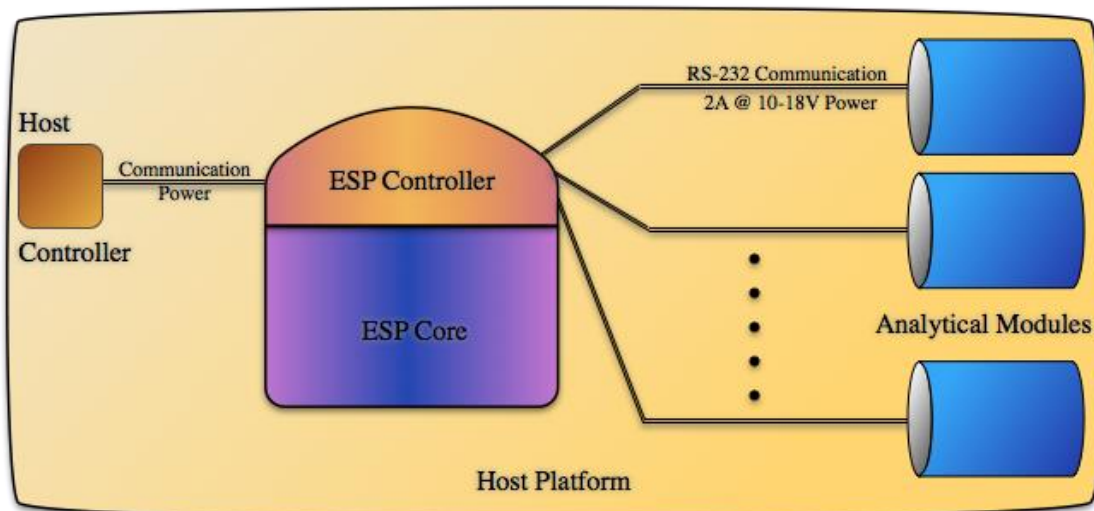 Host
Controller
Communication
Power
ESP Controller
ESP Core
RS-232 Communication
2A @ 10-18V Power
Analytical Modules
Host Platform